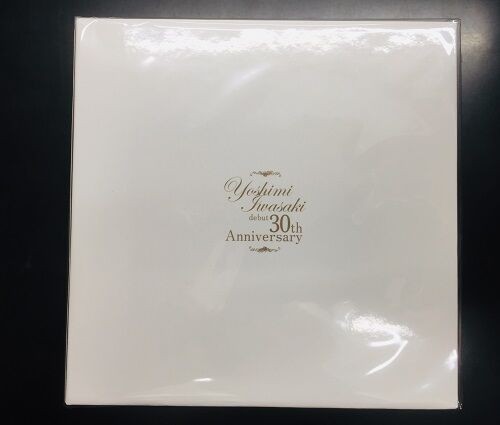 Yoshimi
Iwasaki
debut 30th
Anniversary